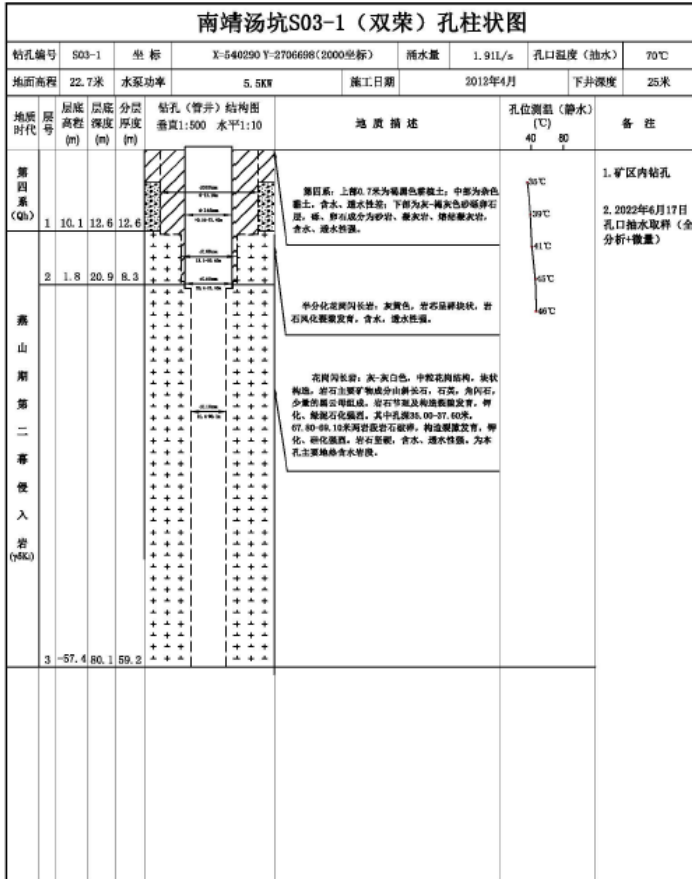 南靖汤坑S03-1（双荣）孔柱状图
钻孔编号 S03-1 坐 标 X=540290 Y=2706698(2000坐标) 涌水量 1.91L/s 孔口温度（抽水） 70℃
地面高程 22.7米 水泵功率 5.5KW 施工日期 2012年4月 下井深度 25米
地质时代 层号 层底高程(m) 层底深度(m) 分层厚度(m) 钻孔（管井）结构图 垂直1:500 水平1:10 地 质 描 述 孔位测温（静水）(℃) 40 80 备 注
第四系(Qh)
1 10.1 12.6 12.6
第四系：上部0.7米为褐黑色耕植土；中部为杂色
黏土，含水、透水性差；下部为灰-褐灰色砂砾卵石
层，砾、卵石成分为砂岩、凝灰岩、熔结凝灰岩，
含水、透水性强。
35℃
39℃
41℃
45℃
46℃
1.矿区内钻孔
2.2022年6月17日
孔口抽水取样（全
分析+微量）
2 1.8 20.9 8.3
半分化花岗闪长岩：灰黄色，岩芯呈碎块状，岩
石风化裂隙发育，含水，透水性强。
燕山期第二幕侵入岩
花岗闪长岩：灰-灰白色，中粒花岗结构，块状
构造，岩石主要矿物成分由斜长石，石英，角闪石，
少量的黑云母组成，岩石节理及构造裂隙发育，钾
化、绿泥石化强烈。其中孔深35.00-37.60米，
67.80-69.10米两岩段岩石破碎，构造裂隙发育，钾
化、硅化强烈。岩石坚硬，含水、透水性强。为本
孔主要地热含水岩段。
3 -57.4 80.1 59.2